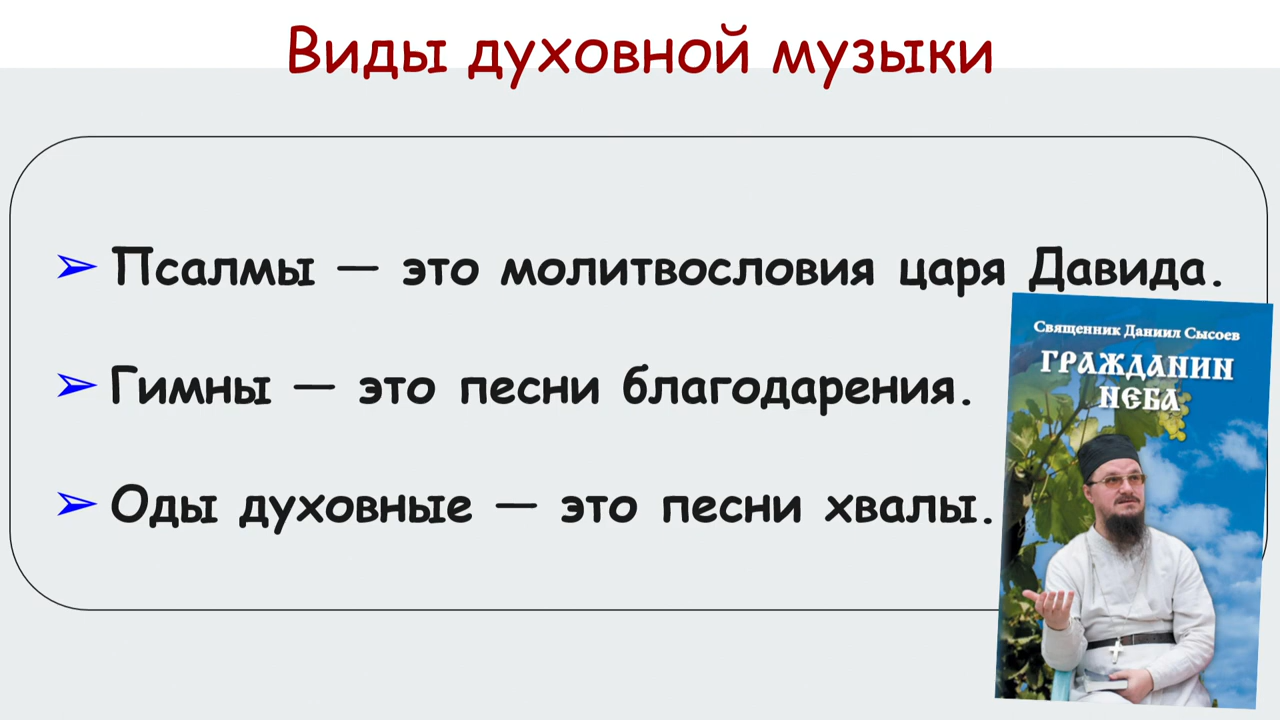 Виды духовной музыки
➢ Псалмы — это молитвословия царя Давида.
➢ Гимны — это песни благодарения.
➢ Оды духовные — это песни хвалы.
Священник Даниил Сысоев
ГРАЖДАНИН
НЕБА